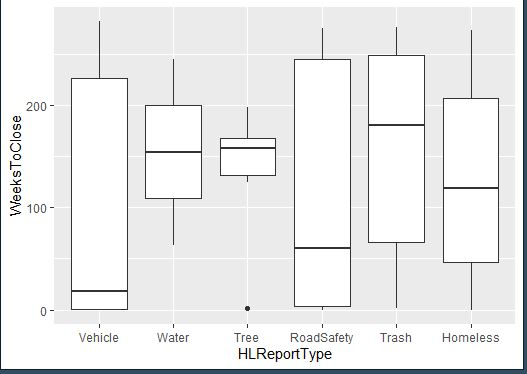 WeeksToClose
200
100
0
Vehicle Water Tree RoadSafety Trash Homeless
HLReportType